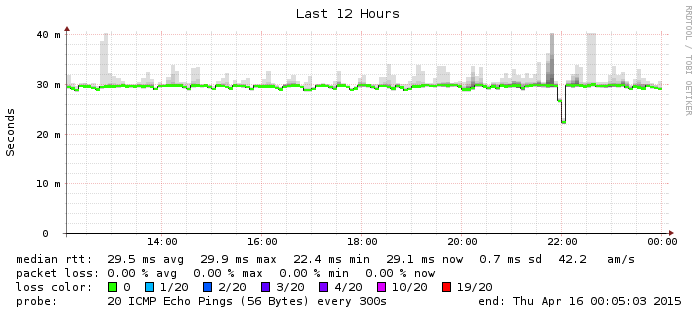 Last 12 Hours
RRDTOOL / TOBI OETIKER
Seconds
40 m
30 m
20 m
10 m
0
14:00 16:00 18:00 20:00 22:00 00:00
median rtt: 29.5 ms avg 29.9 ms max 22.4 ms min 29.1 ms now 0.7 ms sd 42.2 am/s
packet loss: 0.00 % avg 0.00 % max 0.00 % min 0.00 % now
loss color: 0 1/20 2/20 3/20 4/20 10/20 19/20
probe: 20 ICMP Echo Pings (56 Bytes) every 300s end: Thu Apr 16 00:05:03 2015